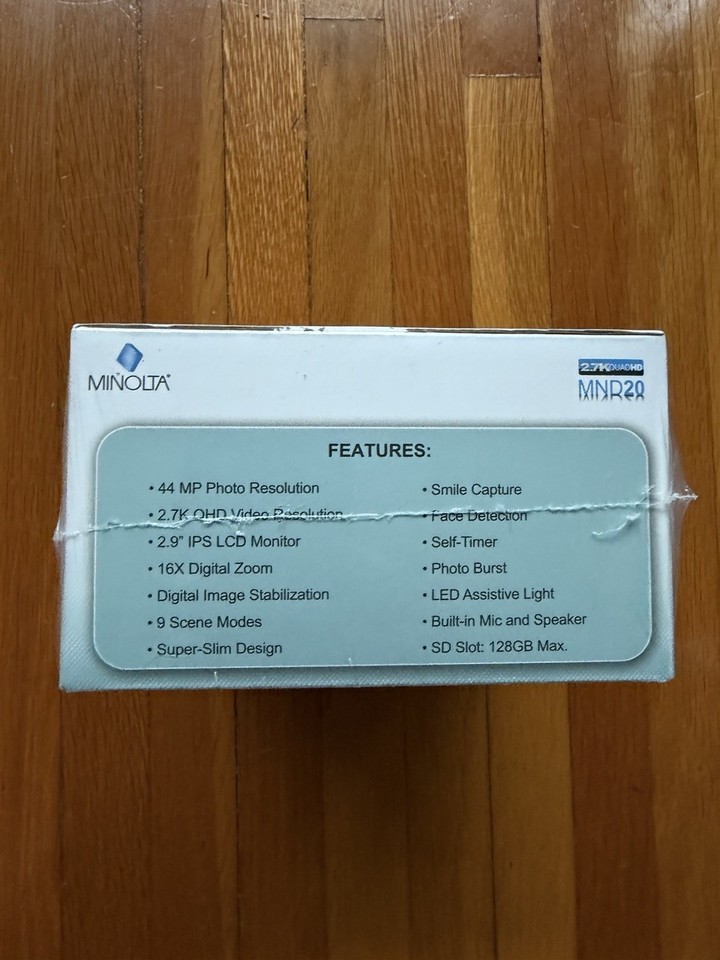 MINOLTA®
2.7K QUAD HD
MND20
FEATURES:
• 44 MP Photo Resolution
• 2.7K QHD Video Resolution
• 2.9" IPS LCD Monitor
• 16X Digital Zoom
• Digital Image Stabilization
• 9 Scene Modes
• Super-Slim Design
• Smile Capture
• Face Detection
• Self-Timer
• Photo Burst
• LED Assistive Light
• Built-in Mic and Speaker
• SD Slot: 128GB Max.